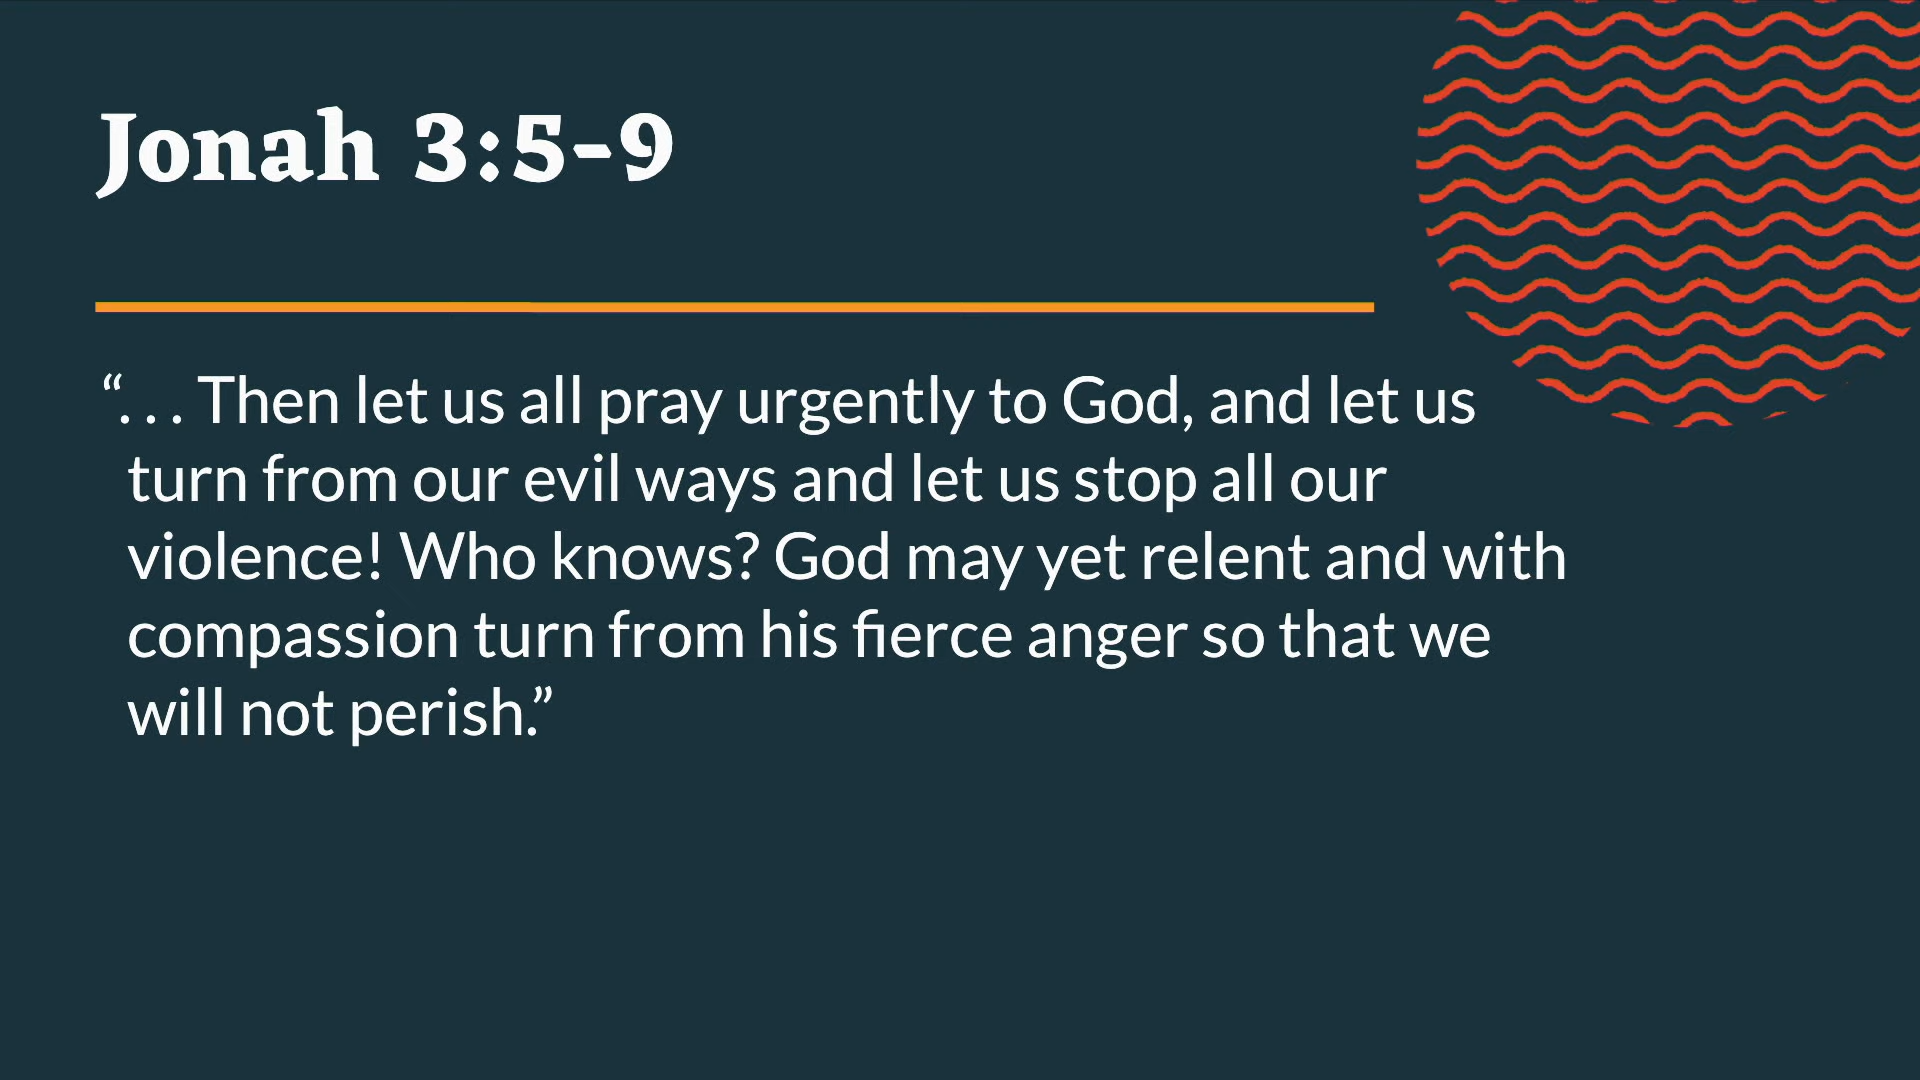 Jonah 3:5-9
“. . . Then let us all pray urgently to God, and let us
turn from our evil ways and let us stop all our
violence! Who knows? God may yet relent and with
compassion turn from his fierce anger so that we
will not perish.”